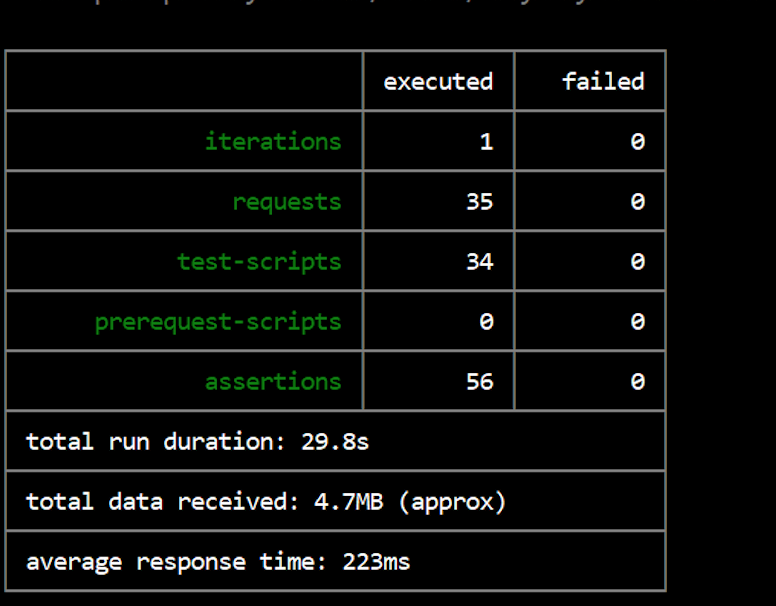 executed failed
iterations 1 0
requests 35 0
test-scripts 34 0
prerequest-scripts 0 0
assertions 56 0
total run duration: 29.8s
total data received: 4.7MB (approx)
average response time: 223ms